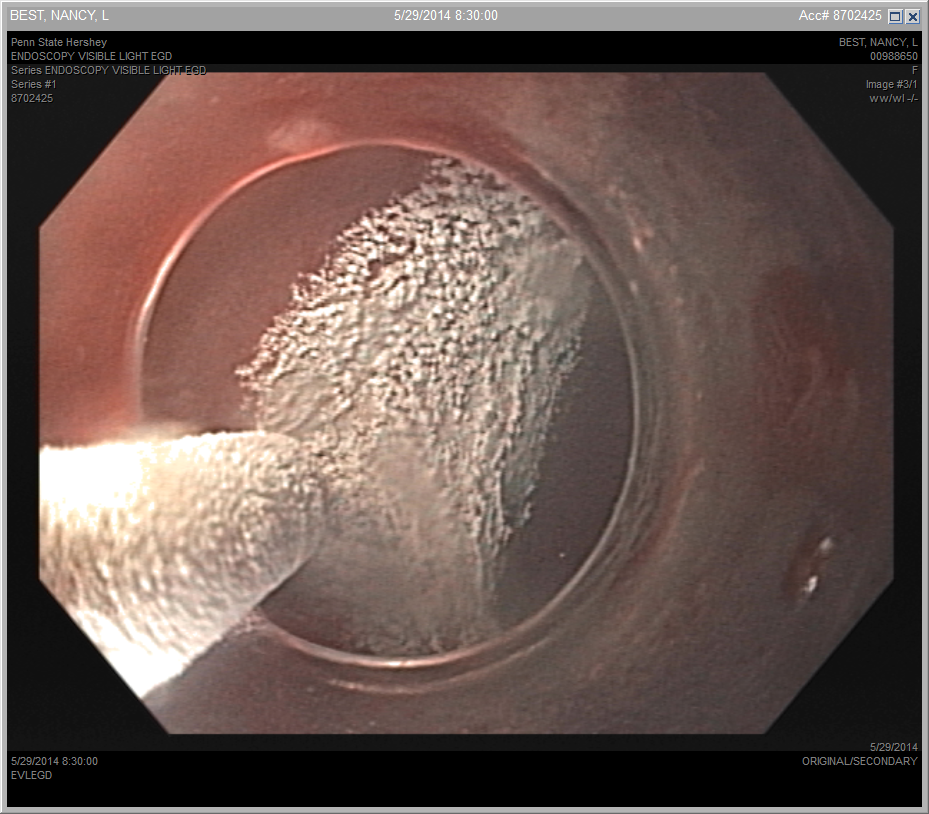 BEST, NANCY, L 5/29/2014 8:30:00 Acc# 8702425
Penn State Hershey BEST, NANCY, L
ENDOSCOPY VISIBLE LIGHT EGD 00988650
Series ENDOSCOPY VISIBLE LIGHT EGD F
Series #1 Image #3/1
8702425 ww/wl -/-
5/29/2014
5/29/2014 8:30:00 ORIGINAL/SECONDARY
EVLEGD